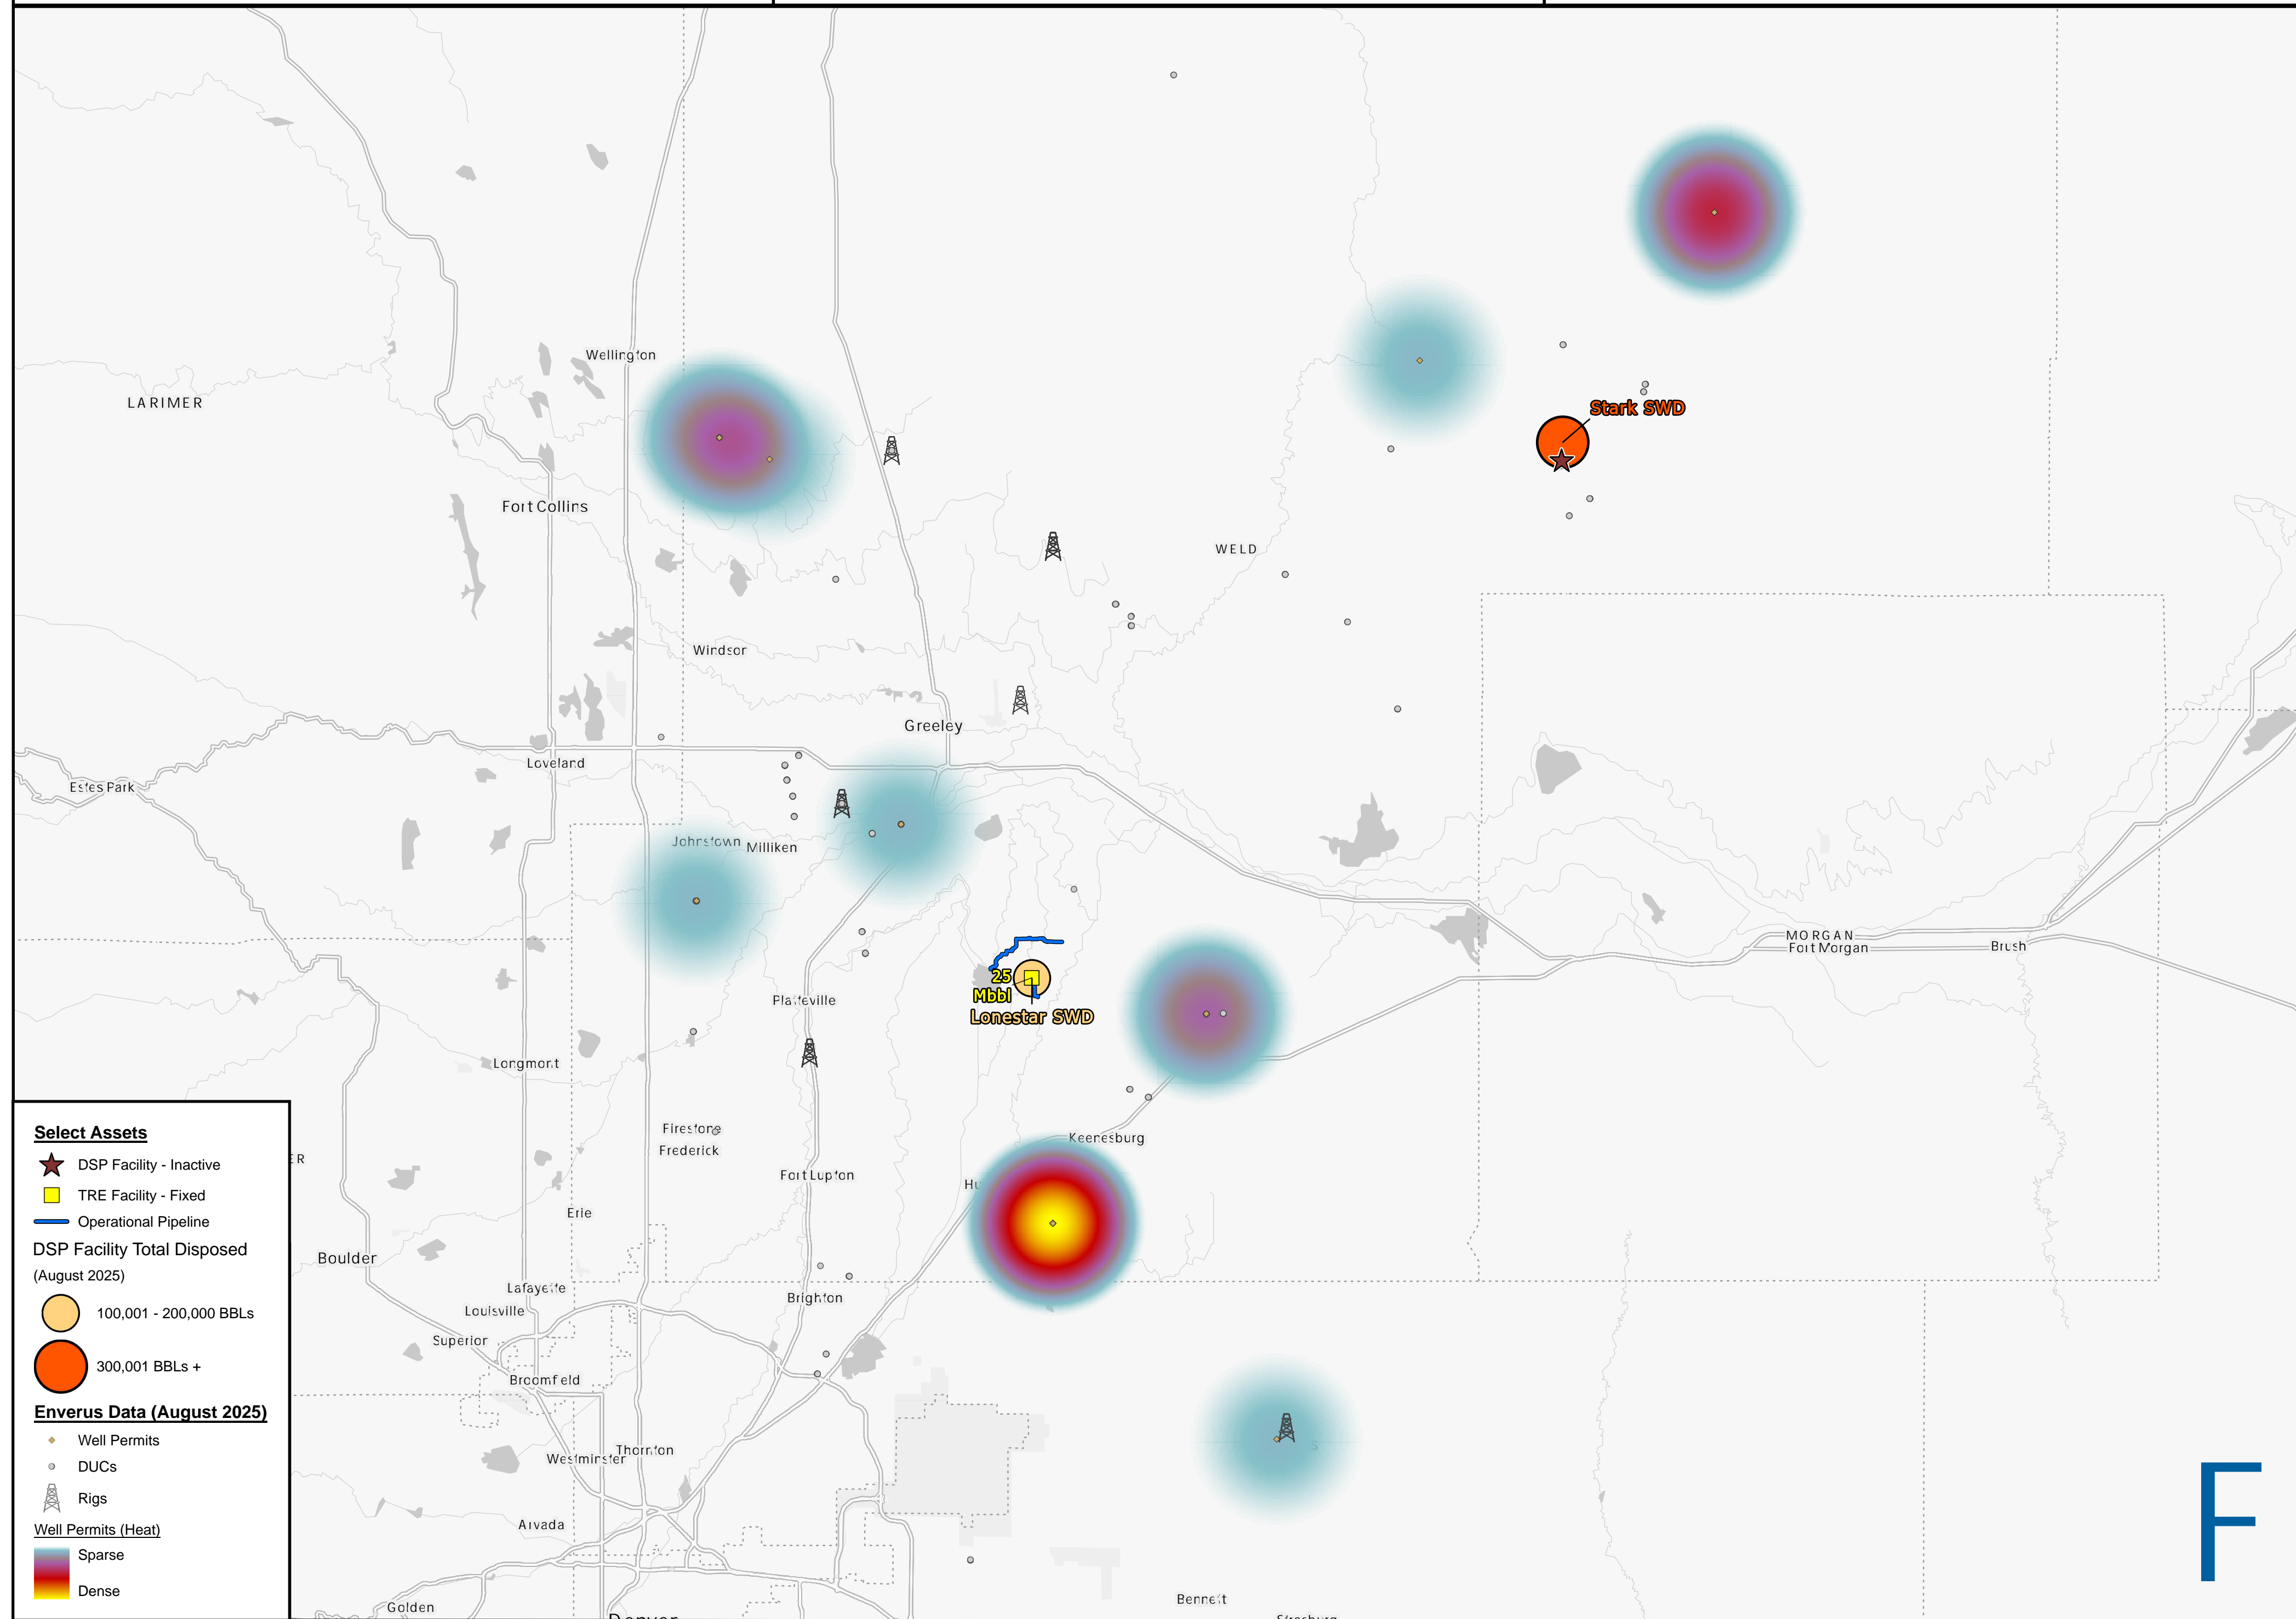 Wellington
LARIMER
Stark SWD
Fort Collins
WELD
Windsor
Greeley
Loveland
Estes Park
Johnstown
Milliken
MORGAN
Fort Morgan
Brush
25
Mbbl
Lonestar SWD
Platteville
Longmont
Firestone
Frederick
Keenesburg
Fort Lupton
Hu
ER
Erie
Boulder
Lafayette
Louisville
Brighton
Superior
Broomfield
Thornton
Westminster
Arvada
S
Golden
Denver
Bennett
Strasburg
F
Select Assets
DSP Facility - Inactive
TRE Facility - Fixed
Operational Pipeline
DSP Facility Total Disposed
(August 2025)
100,001 - 200,000 BBLs
300,001 BBLs +
Enverus Data (August 2025)
Well Permits
DUCs
Rigs
Well Permits (Heat)
Sparse
Dense